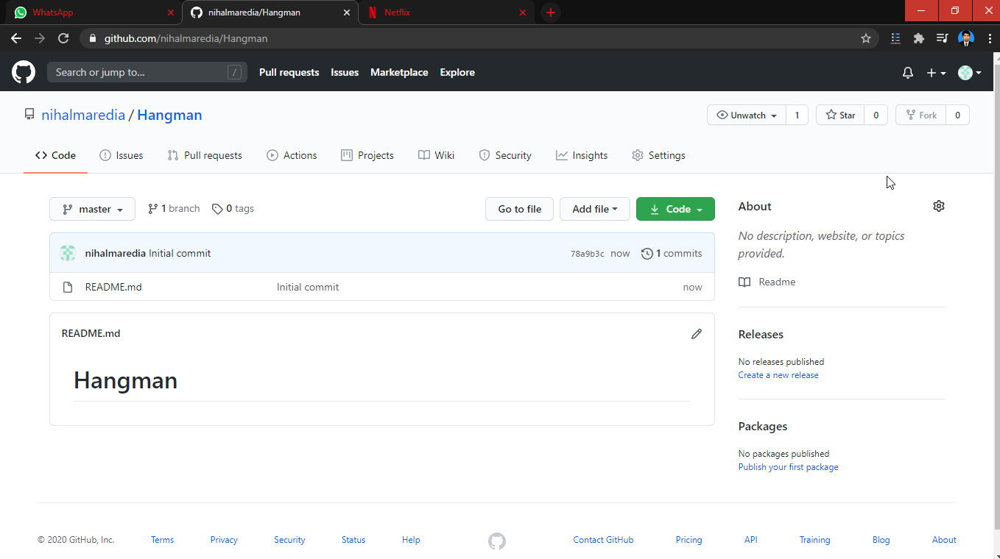 WhatsApp
nihalmaredia/Hangman
Netflix
github.com/nihalmaredia/Hangman
Search or jump to... /
Pull requests Issues Marketplace Explore
nihalmaredia / Hangman
Unwatch 1 Star 0 Fork 0
Code Issues Pull requests Actions Projects Wiki Security Insights Settings
master 1 branch 0 tags Go to file Add file Code
nihalmaredia Initial commit 78a9b3c now 1 commits
README.md Initial commit now
README.md
Hangman
About
No description, website, or topics
provided.
Readme
Releases
No releases published
Create a new release
Packages
No packages published
Publish your first package
© 2020 GitHub, Inc. Terms Privacy Security Status Help Contact GitHub Pricing API Training Blog About